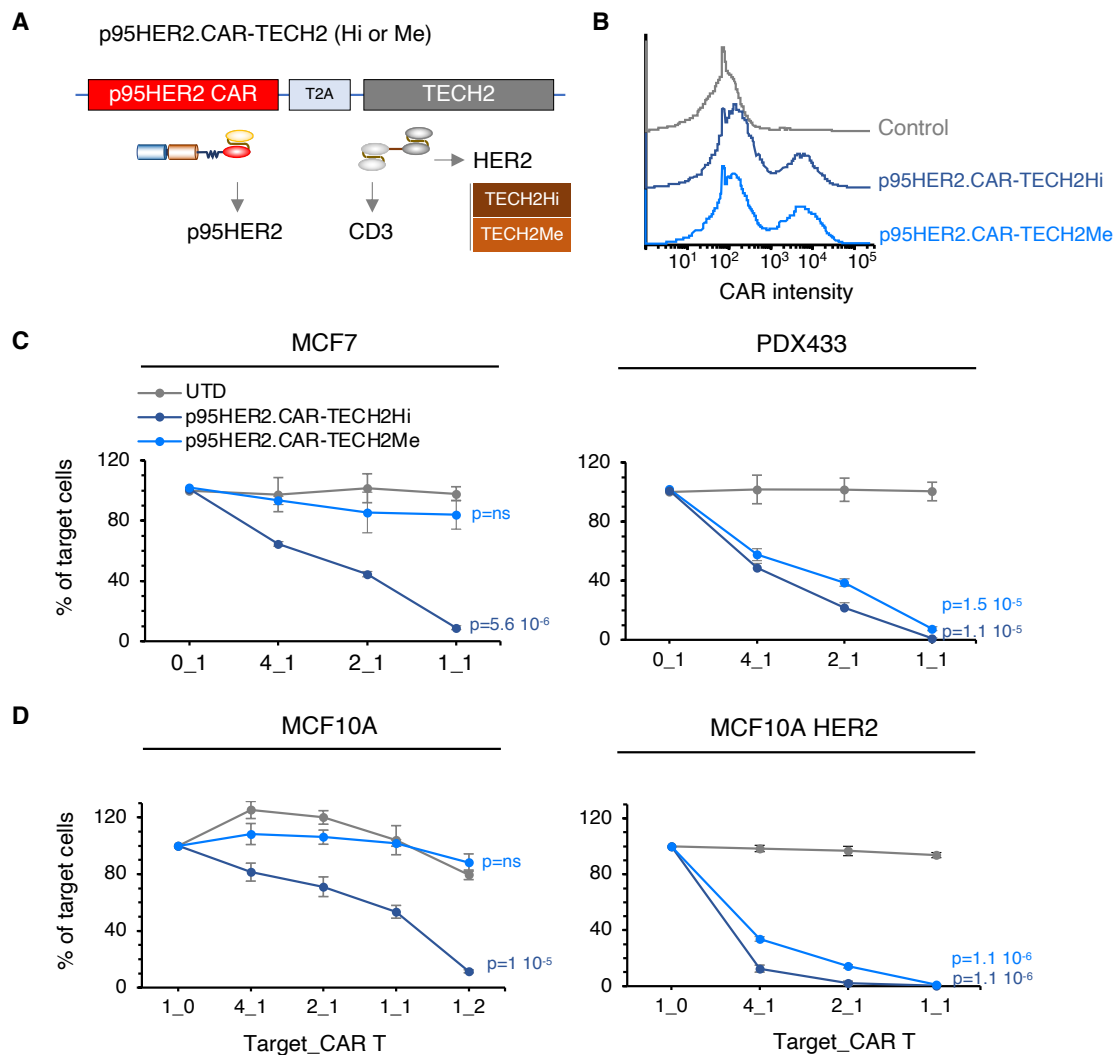 A
p95HER2.CAR-TECH2 (Hi or Me)
p95HER2 CAR
T2A
TECH2
HER2
TECH2Hi
TECH2Me
p95HER2
CD3
B
Control
p95HER2.CAR-TECH2Hi
p95HER2.CAR-TECH2Me
10¹ 10² 10³ 10⁴ 10⁵
CAR intensity
C
MCF7
UTD
p95HER2.CAR-TECH2Hi
p95HER2.CAR-TECH2Me
% of target cells
120
80
40
0
p=ns
p=5.6 10⁻⁶
0_1 4_1 2_1 1_1
PDX433
120
80
40
0
p=1.5 10⁻⁵
p=1.1 10⁻⁵
0_1 4_1 2_1 1_1
D
MCF10A
% of target cells
120
80
40
0
p=ns
p=1 10⁻⁵
1_0 4_1 2_1 1_1 1_2
Target_CAR T
MCF10A HER2
120
80
40
0
p=1.1 10⁻⁶
p=1.1 10⁻⁶
1_0 4_1 2_1 1_1
Target_CAR T